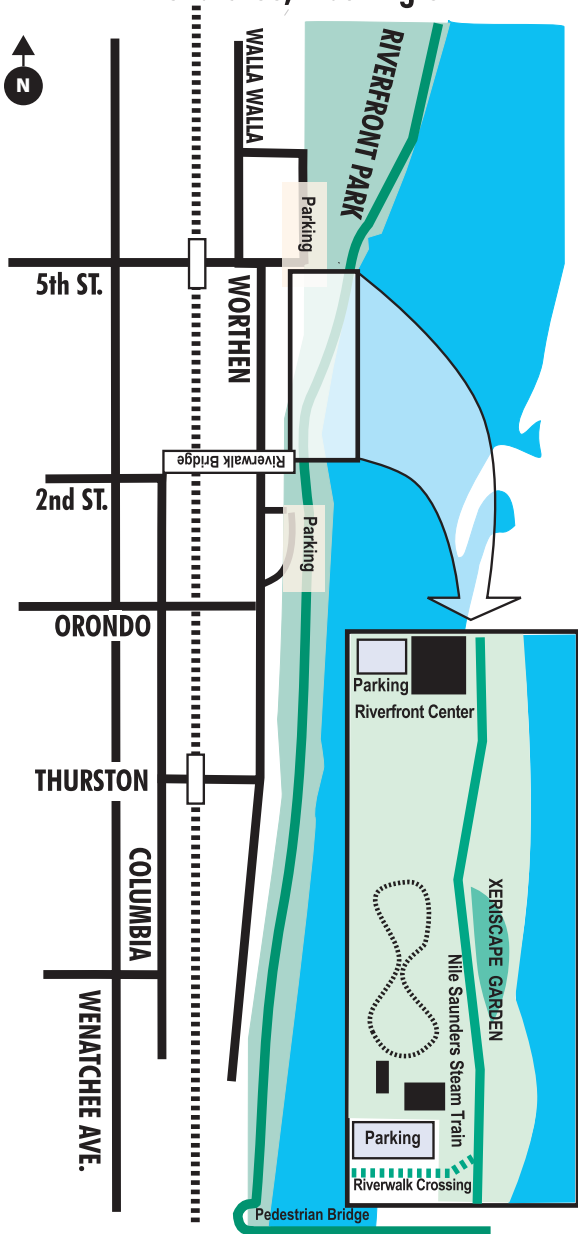 N
WALLA WALLA
RIVERFRONT PARK
Parking
5th ST.
WORTHEN
Riverwalk Bridge
2nd ST.
Parking
ORONDO
Parking
Riverfront Center
THURSTON
COLUMBIA
XERISCAPE GARDEN
Nile Saunders Steam Train
WENATCHEE AVE.
Parking
Riverwalk Crossing
Pedestrian Bridge